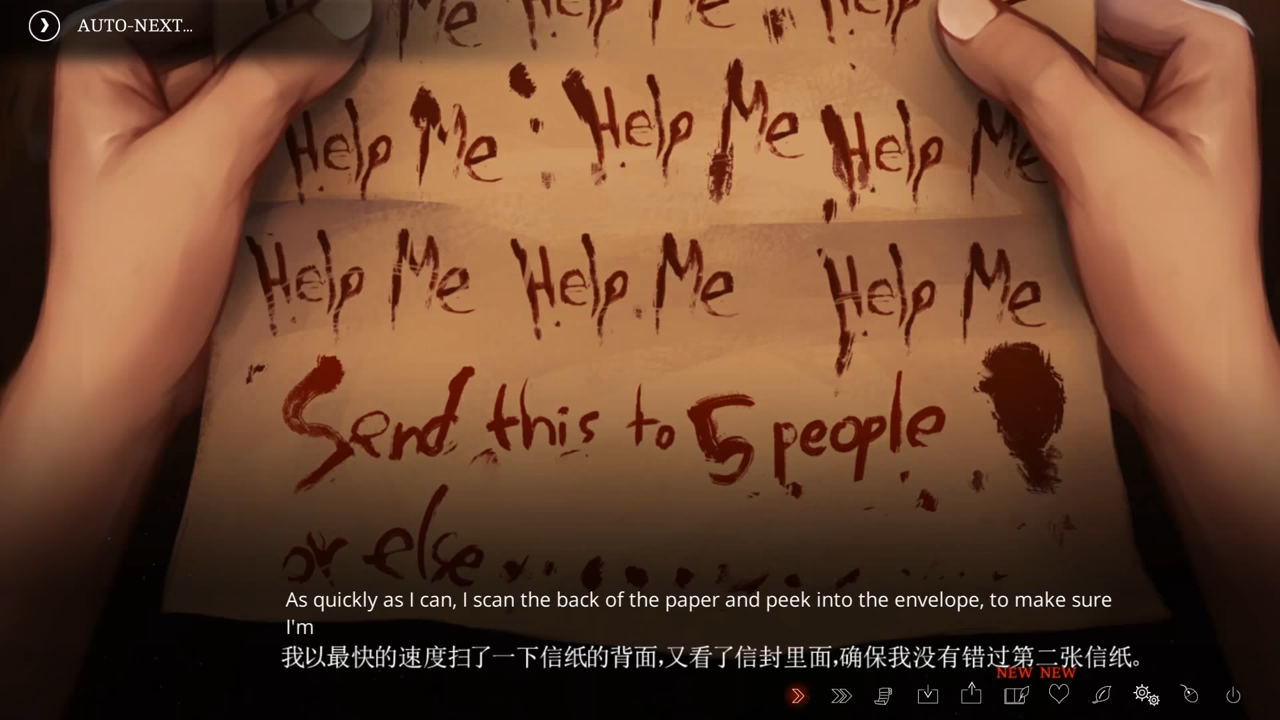 AUTO-NEXT...
Me Help Me Help
Help Me Help Me Help Me
Help Me Help Me Help Me
Send this to 5 people
or else......
As quickly as I can, I scan the back of the paper and peek into the envelope, to make sure
I'm
我以最快的速度扫了一下信纸的背面,又看了信封里面,确保我没有错过第二张信纸。
NEW NEW